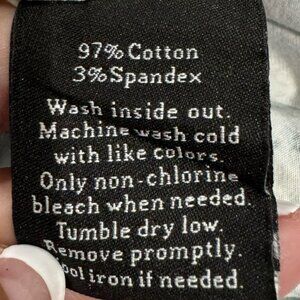 97% Cotton
3% Spandex
Wash inside out.
Machine wash cold
with like colors.
Only non-chlorine
bleach when needed.
Tumble dry low.
Remove promptly.
ool iron if needed.